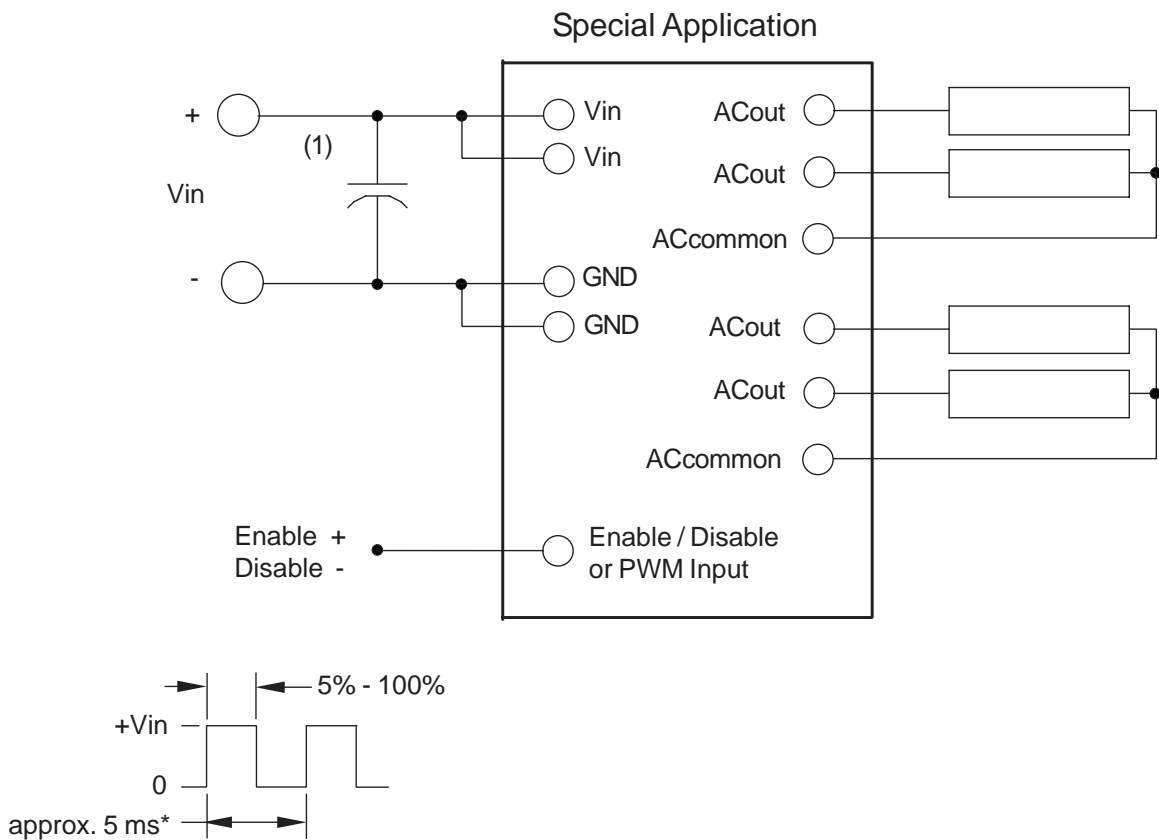 Special Application
+
(1)
Vin
-
Vin
Vin
GND
GND
ACout
ACout
ACcommon
ACout
ACout
ACcommon
Enable +
Disable -
Enable / Disable
or PWM Input
5% - 100%
+Vin
0
approx. 5 ms*